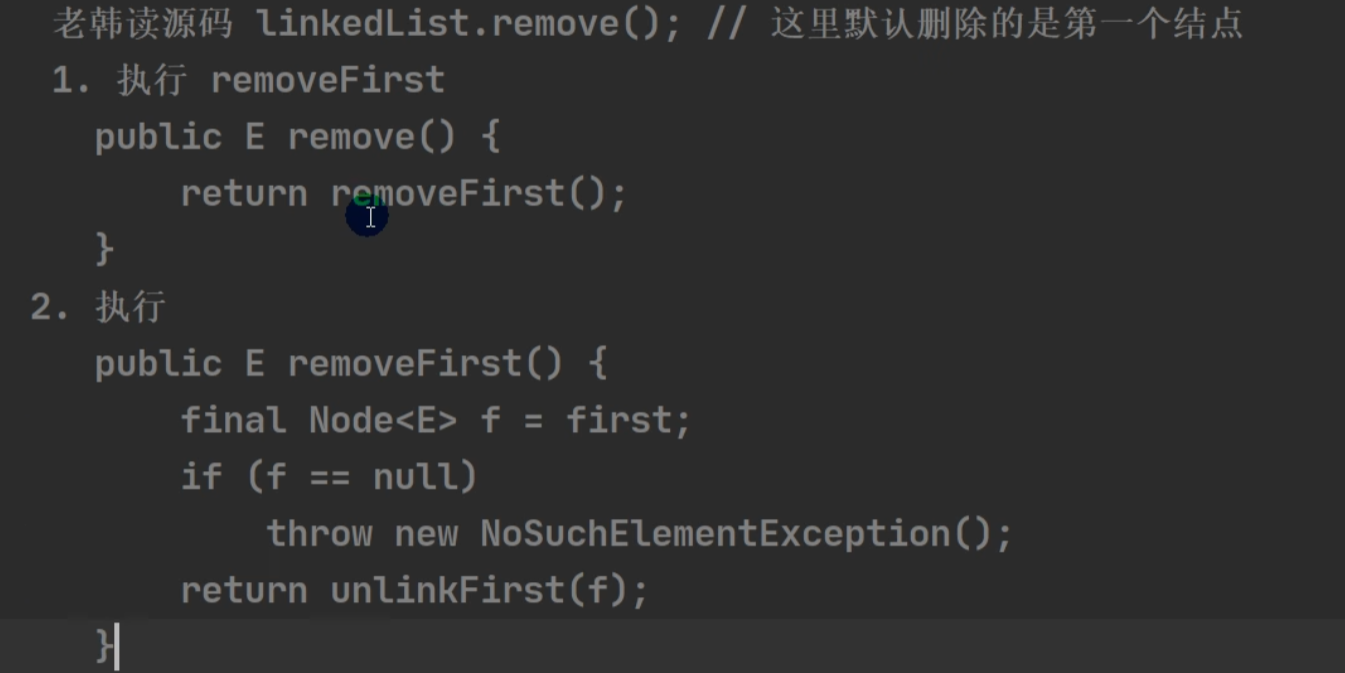 老韩读源码 linkedList.remove(); // 这里默认删除的是第一个结点
1. 执行 removeFirst
public E remove() {
return removeFirst();
}
2. 执行
public E removeFirst() {
final Node<E> f = first;
if (f == null)
throw new NoSuchElementException();
return unlinkFirst(f);
}